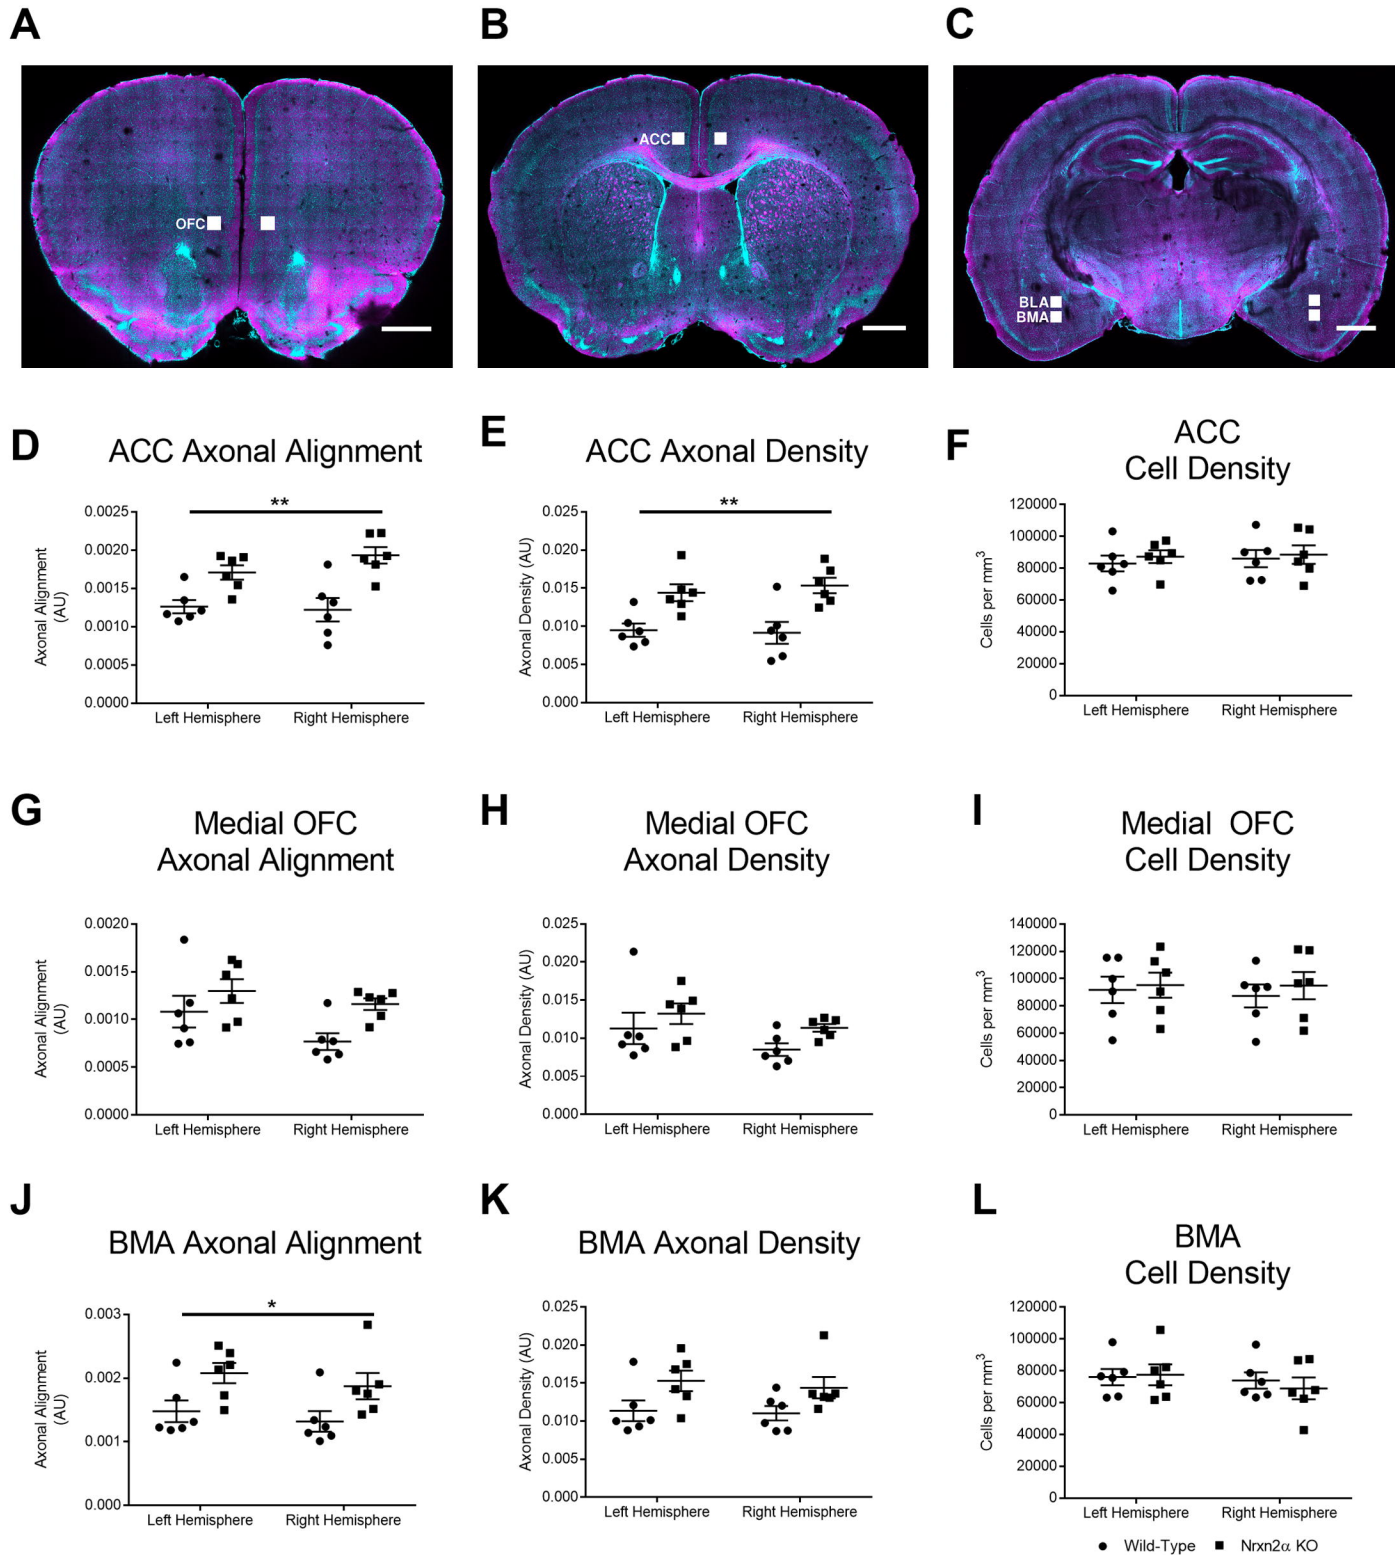 A
B
C
OFC
ACC
BLA
BMA
D
ACC Axonal Alignment
**
Axonal Alignment
(AU)
0.0025
0.0020
0.0015
0.0010
0.0005
0.0000
Left Hemisphere
Right Hemisphere
E
ACC Axonal Density
**
Axonal Density (AU)
0.025
0.020
0.015
0.010
0.005
0.000
Left Hemisphere
Right Hemisphere
F
ACC
Cell Density
Cells per mm³
120000
100000
80000
60000
40000
20000
0
Left Hemisphere
Right Hemisphere
G
Medial OFC
Axonal Alignment
Axonal Alignment
(AU)
0.0020
0.0015
0.0010
0.0005
0.0000
Left Hemisphere
Right Hemisphere
H
Medial OFC
Axonal Density
Axonal Density (AU)
0.025
0.020
0.015
0.010
0.005
0.000
Left Hemisphere
Right Hemisphere
I
Medial OFC
Cell Density
Cells per mm³
140000
120000
100000
80000
60000
40000
20000
0
Left Hemisphere
Right Hemisphere
J
BMA Axonal Alignment
*
Axonal Alignment
(AU)
0.003
0.002
0.001
0.000
Left Hemisphere
Right Hemisphere
K
BMA Axonal Density
Axonal Density (AU)
0.025
0.020
0.015
0.010
0.005
0.000
Left Hemisphere
Right Hemisphere
L
BMA
Cell Density
Cells per mm³
120000
100000
80000
60000
40000
20000
0
Left Hemisphere
Right Hemisphere
Wild-Type
Nrxn2α KO